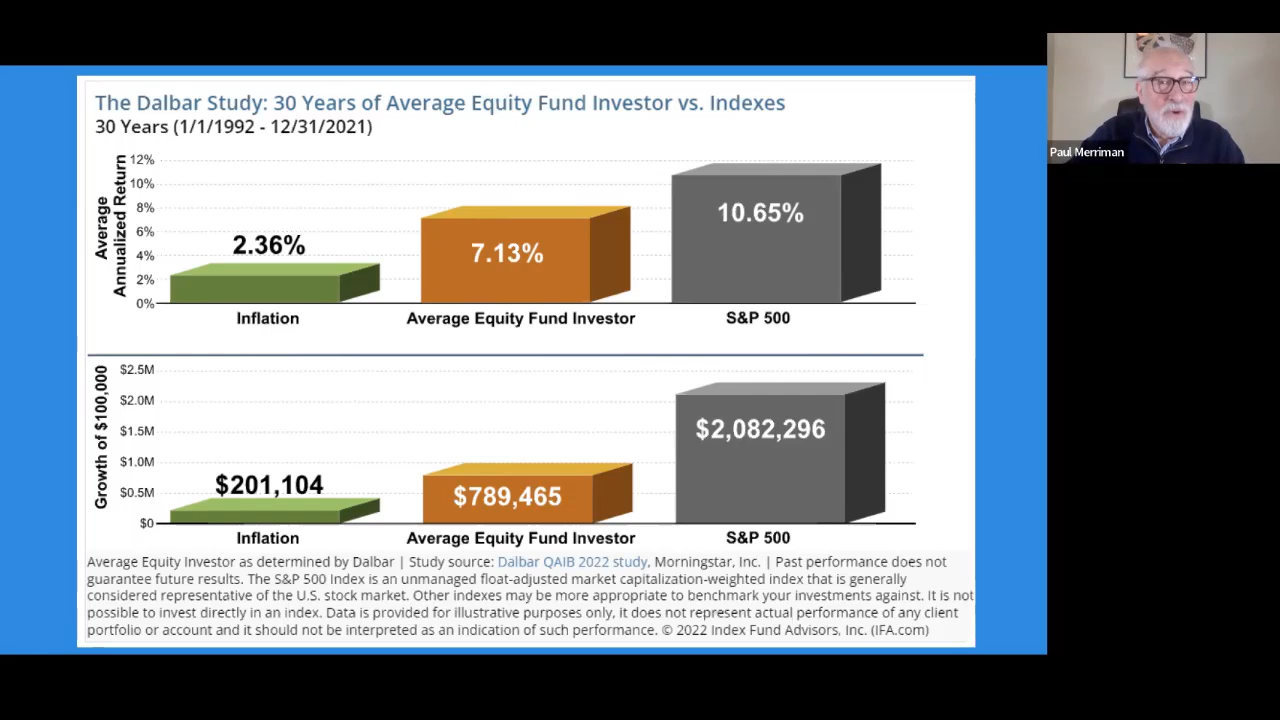 The Dalbar Study: 30 Years of Average Equity Fund Investor vs. Indexes
30 Years (1/1/1992 - 12/31/2021)
Average
Annualized Return
12%
10%
8%
6%
4%
2%
0%
2.36%
7.13%
10.65%
Inflation
Average Equity Fund Investor
S&P 500
Growth of $100,000
$2.5M
$2.0M
$1.5M
$1.0M
$0.5M
$0
$201,104
$789,465
$2,082,296
Inflation
Average Equity Fund Investor
S&P 500
Average Equity Investor as determined by Dalbar | Study source: Dalbar QAIB 2022 study, Morningstar, Inc. | Past performance does not
guarantee future results. The S&P 500 Index is an unmanaged float-adjusted market capitalization-weighted index that is generally
considered representative of the U.S. stock market. Other indexes may be more appropriate to benchmark your investments against. It is not
possible to invest directly in an index. Data is provided for illustrative purposes only, it does not represent actual performance of any client
portfolio or account and it should not be interpreted as an indication of such performance. © 2022 Index Fund Advisors, Inc. (IFA.com)
Paul Merriman